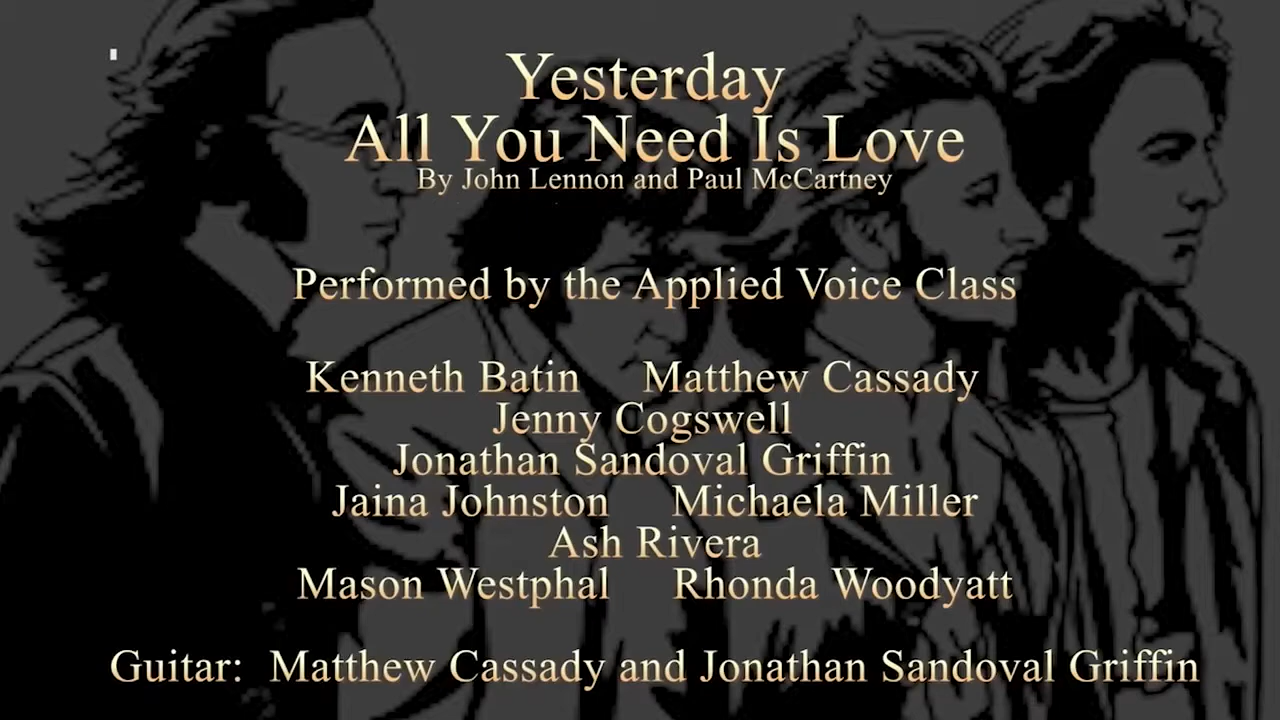 Yesterday
All You Need Is Love
By John Lennon and Paul McCartney
Performed by the Applied Voice Class
Kenneth Batin Matthew Cassady
Jenny Cogswell
Jonathan Sandoval Griffin
Jaina Johnston Michaela Miller
Ash Rivera
Mason Westphal Rhonda Woodyatt
Guitar: Matthew Cassady and Jonathan Sandoval Griffin